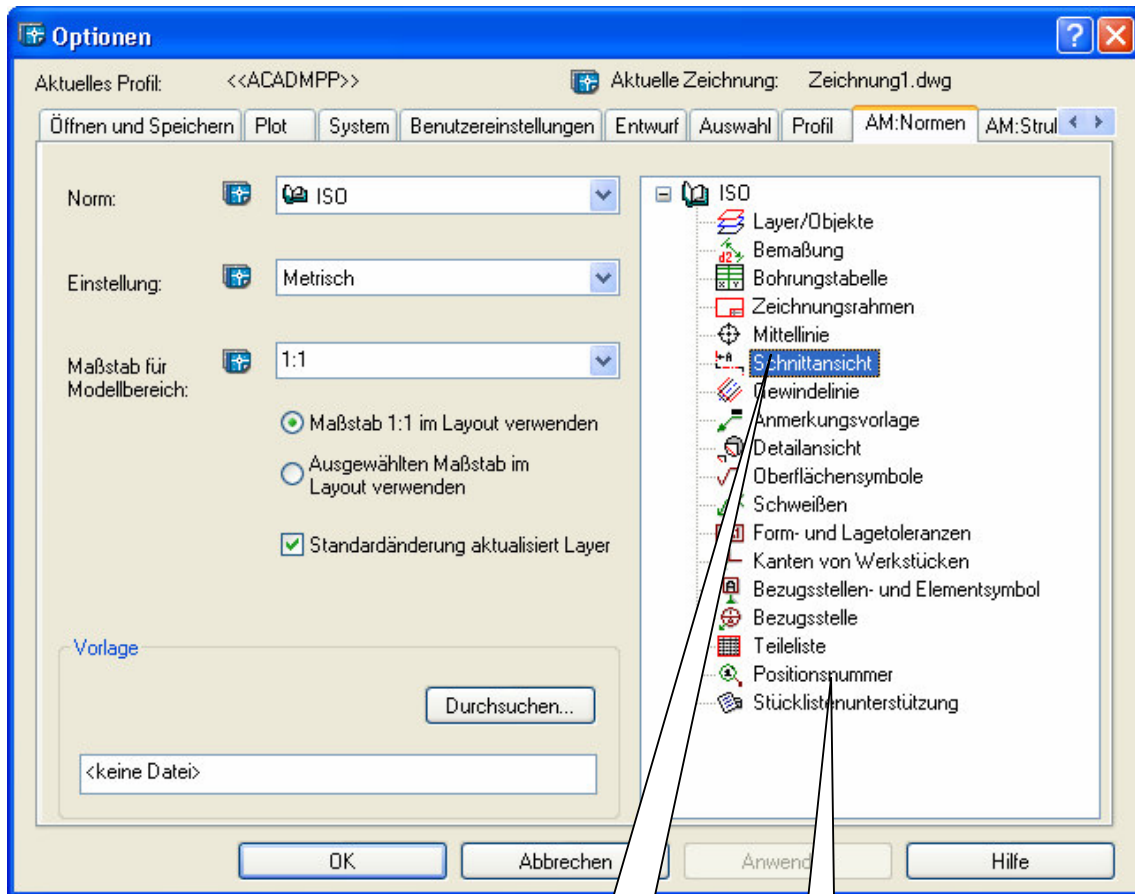 Optionen
Aktuelles Profil: <<ACADMPP>> Aktuelle Zeichnung: Zeichnung1.dwg
Öffnen und Speichern Plot System Benutzereinstellungen Entwurf Auswahl Profil AM:Normen AM:Strul
Norm: ISO
Einstellung: Metrisch
Maßstab für
Modellbereich:
1:1
Maßstab 1:1 im Layout verwenden
Ausgewählten Maßstab im
Layout verwenden
Standardänderung aktualisiert Layer
Vorlage
Durchsuchen...
<keine Datei>
ISO
Layer/Objekte
Bemaßung
Bohrungstabelle
Zeichnungsrahmen
Mittellinie
Schnittansicht
Gewindelinie
Anmerkungsvorlage
Detailansicht
Oberflächensymbole
Schweißen
Form- und Lagetoleranzen
Kanten von Werkstücken
Bezugsstellen- und Elementsymbol
Bezugsstelle
Teileliste
Positionsnummer
Stücklistenunterstützung
OK Abbrechen Anwend Hilfe